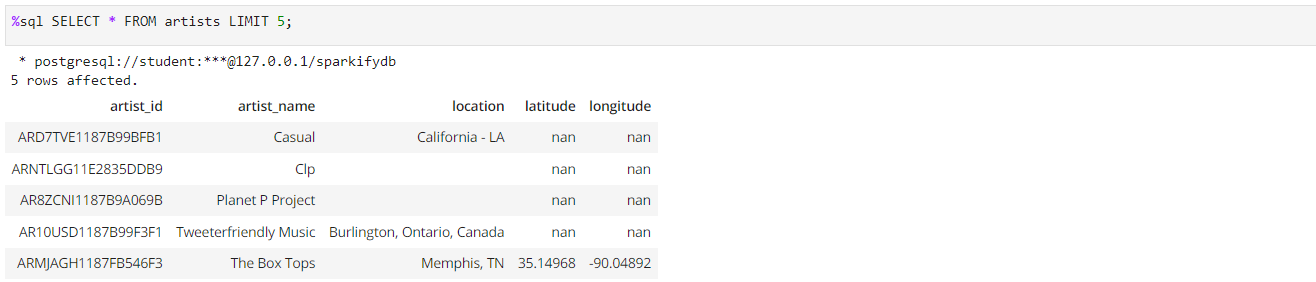 %sql SELECT * FROM artists LIMIT 5;
* postgresql://student:***@127.0.0.1/sparkifydb
5 rows affected.
artist_id artist_name location latitude longitude
ARD7TVE1187B99BFB1 Casual California - LA nan nan
ARNTLGG11E2835DDB9 Clp nan nan
AR8ZCNI1187B9A069B Planet P Project nan nan
AR10USD1187B99F3F1 Tweeterfriendly Music Burlington, Ontario, Canada nan nan
ARMJAGH1187FB546F3 The Box Tops Memphis, TN 35.14968 -90.04892